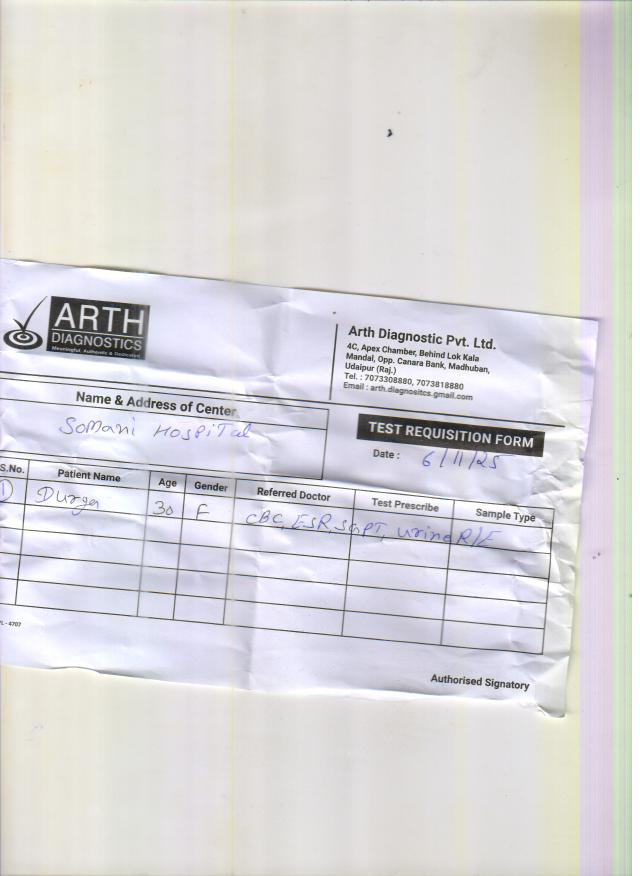 ARTH
DIAGNOSTICS
Meaningful, Authentic & Dedicated
Arth Diagnostic Pvt. Ltd.
4C, Apex Chamber, Behind Lok Kala
Mandal, Opp. Canara Bank, Madhuban,
Udaipur (Raj.)
Tel. : 7073308880, 7073818880
Email : arth.diagnositcs.gmail.com
Name & Address of Center
Somani Hospital
TEST REQUISITION FORM
Date : 6/11/25
S.No. Patient Name Age Gender Referred Doctor Test Prescribe Sample Type
1 Durga 30 F CBC, ESR, SGPT, Urine R/E
PL - 4707
Authorised Signatory